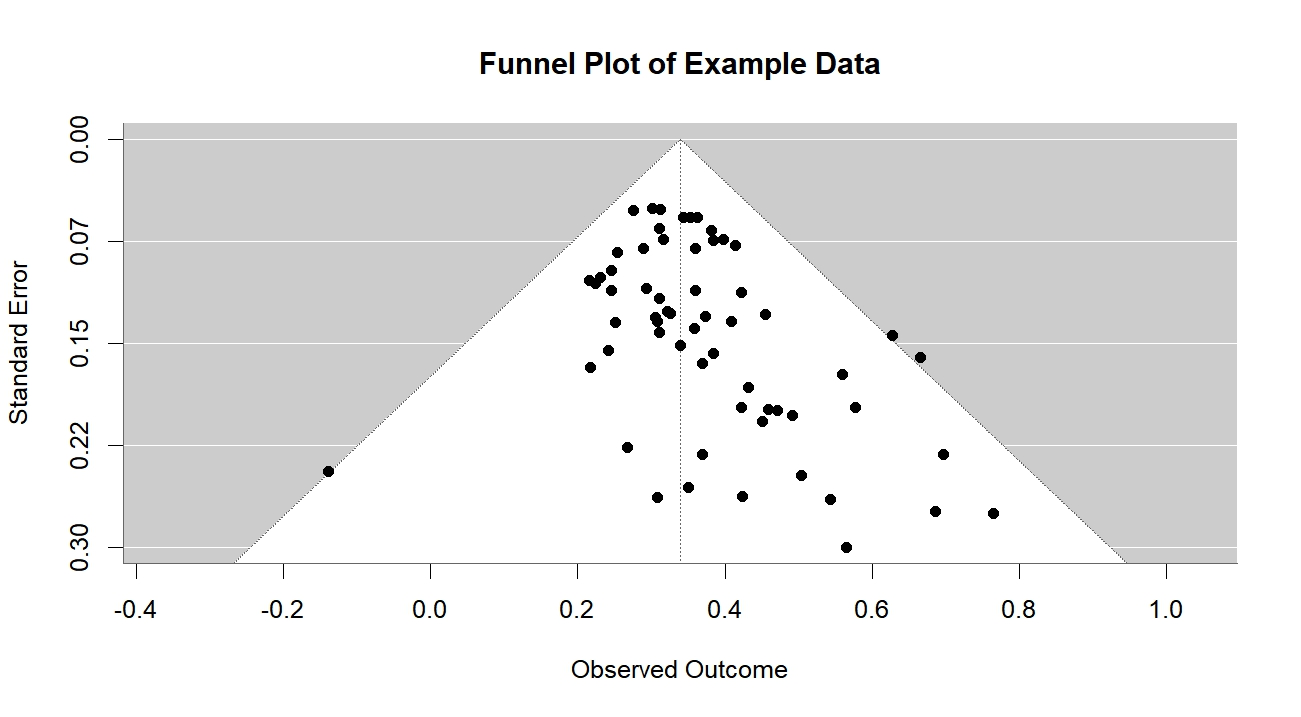 Funnel Plot of Example Data
Standard Error
0.00
0.07
0.15
0.22
0.30
-0.4 -0.2 0.0 0.2 0.4 0.6 0.8 1.0
Observed Outcome